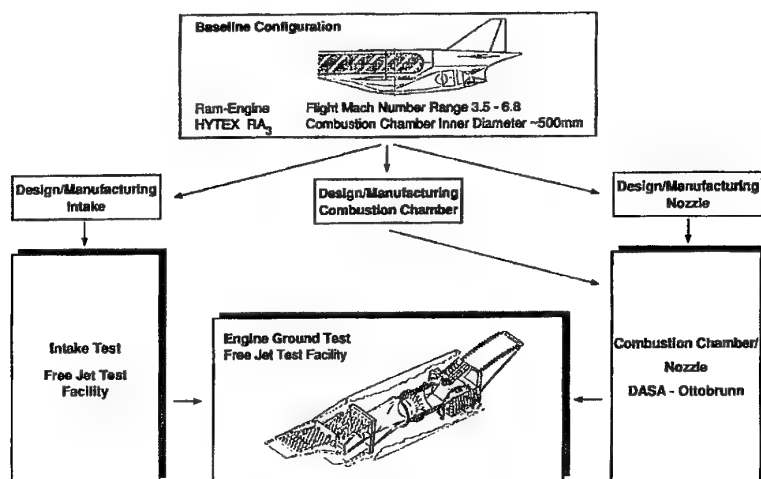 Baseline Configuration
Ram-Engine Flight Mach Number Range 3.5 - 6.8
HYTEX RA3 Combustion Chamber Inner Diameter ~500mm
Design/Manufacturing
Intake
Design/Manufacturing
Combustion Chamber
Design/Manufacturing
Nozzle
Intake Test
Free Jet Test
Facility
Engine Ground Test
Free Jet Test Facility
Combustion Chamber/
Nozzle
DASA - Ottobrunn